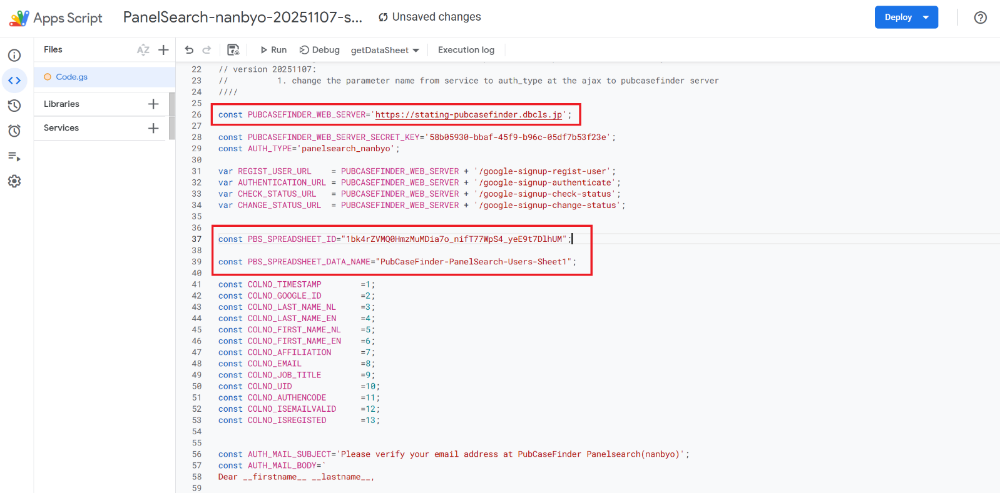 Apps Script
PanelSearch-nanbyo-20251107-s...
Unsaved changes
Deploy
Files
AZ
Run
Debug
getDataSheet
Execution log
Code.gs
Libraries
Services
22 // version 20251107:
23 // 1. change the parameter name from service to auth_type at the ajax to pubcasefinder server
24 ////
25
26 const PUBCASEFINDER_WEB_SERVER='https://stating-pubcasefinder.dbcls.jp';
27
28 const PUBCASEFINDER_WEB_SERVER_SECRET_KEY='58b05930-bbaf-45f9-b96c-05df7b53f23e';
29 const AUTH_TYPE='panelsearch_nanbyo';
30
31 var REGIST_USER_URL = PUBCASEFINDER_WEB_SERVER + '/google-signup-regist-user';
32 var AUTHENTICATION_URL = PUBCASEFINDER_WEB_SERVER + '/google-signup-authenticate';
33 var CHECK_STATUS_URL = PUBCASEFINDER_WEB_SERVER + '/google-signup-check-status';
34 var CHANGE_STATUS_URL = PUBCASEFINDER_WEB_SERVER + '/google-signup-change-status';
35
36
37 const PBS_SPREADSHEET_ID="1bk4rZVMQ0HmzMuMDia7o_nifT77WpS4_yeE9t7DlhUM";
38
39 const PBS_SPREADSHEET_DATA_NAME="PubCaseFinder-PanelSearch-Users-Sheet1";
40
41 const COLNO_TIMESTAMP =1;
42 const COLNO_GOOGLE_ID =2;
43 const COLNO_LAST_NAME_NL =3;
44 const COLNO_LAST_NAME_EN =4;
45 const COLNO_FIRST_NAME_NL =5;
46 const COLNO_FIRST_NAME_EN =6;
47 const COLNO_AFFILIATION =7;
48 const COLNO_EMAIL =8;
49 const COLNO_JOB_TITLE =9;
50 const COLNO_UID =10;
51 const COLNO_AUTHENCODE =11;
52 const COLNO_ISEMAILVALID =12;
53 const COLNO_ISREGISTED =13;
54
55
56 const AUTH_MAIL_SUBJECT='Please verify your email address at PubCaseFinder Panelsearch(nanbyo)';
57 const AUTH_MAIL_BODY=`
58 Dear __firstname__ __lastname__,
59